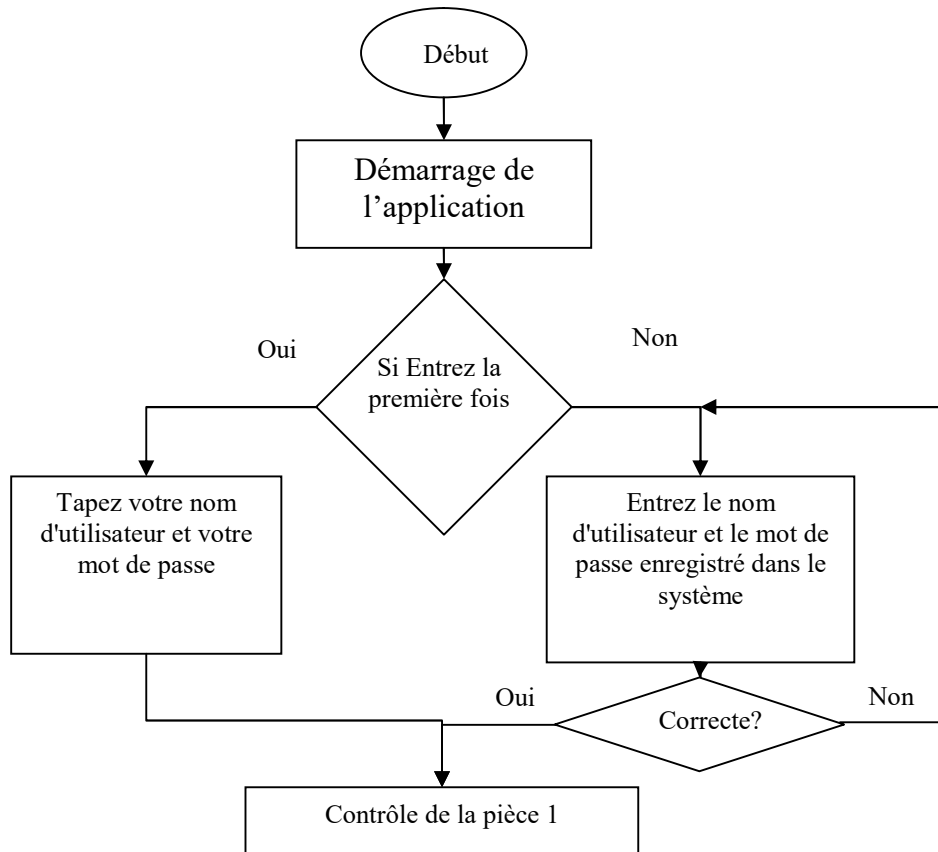 Début
Démarrage de
l’application
Oui
Non
Si Entrez la
première fois
Tapez votre nom
d'utilisateur et votre
mot de passe
Entrez le nom
d'utilisateur et le mot de
passe enregistré dans le
système
Oui
Non
Correcte?
Contrôle de la pièce 1